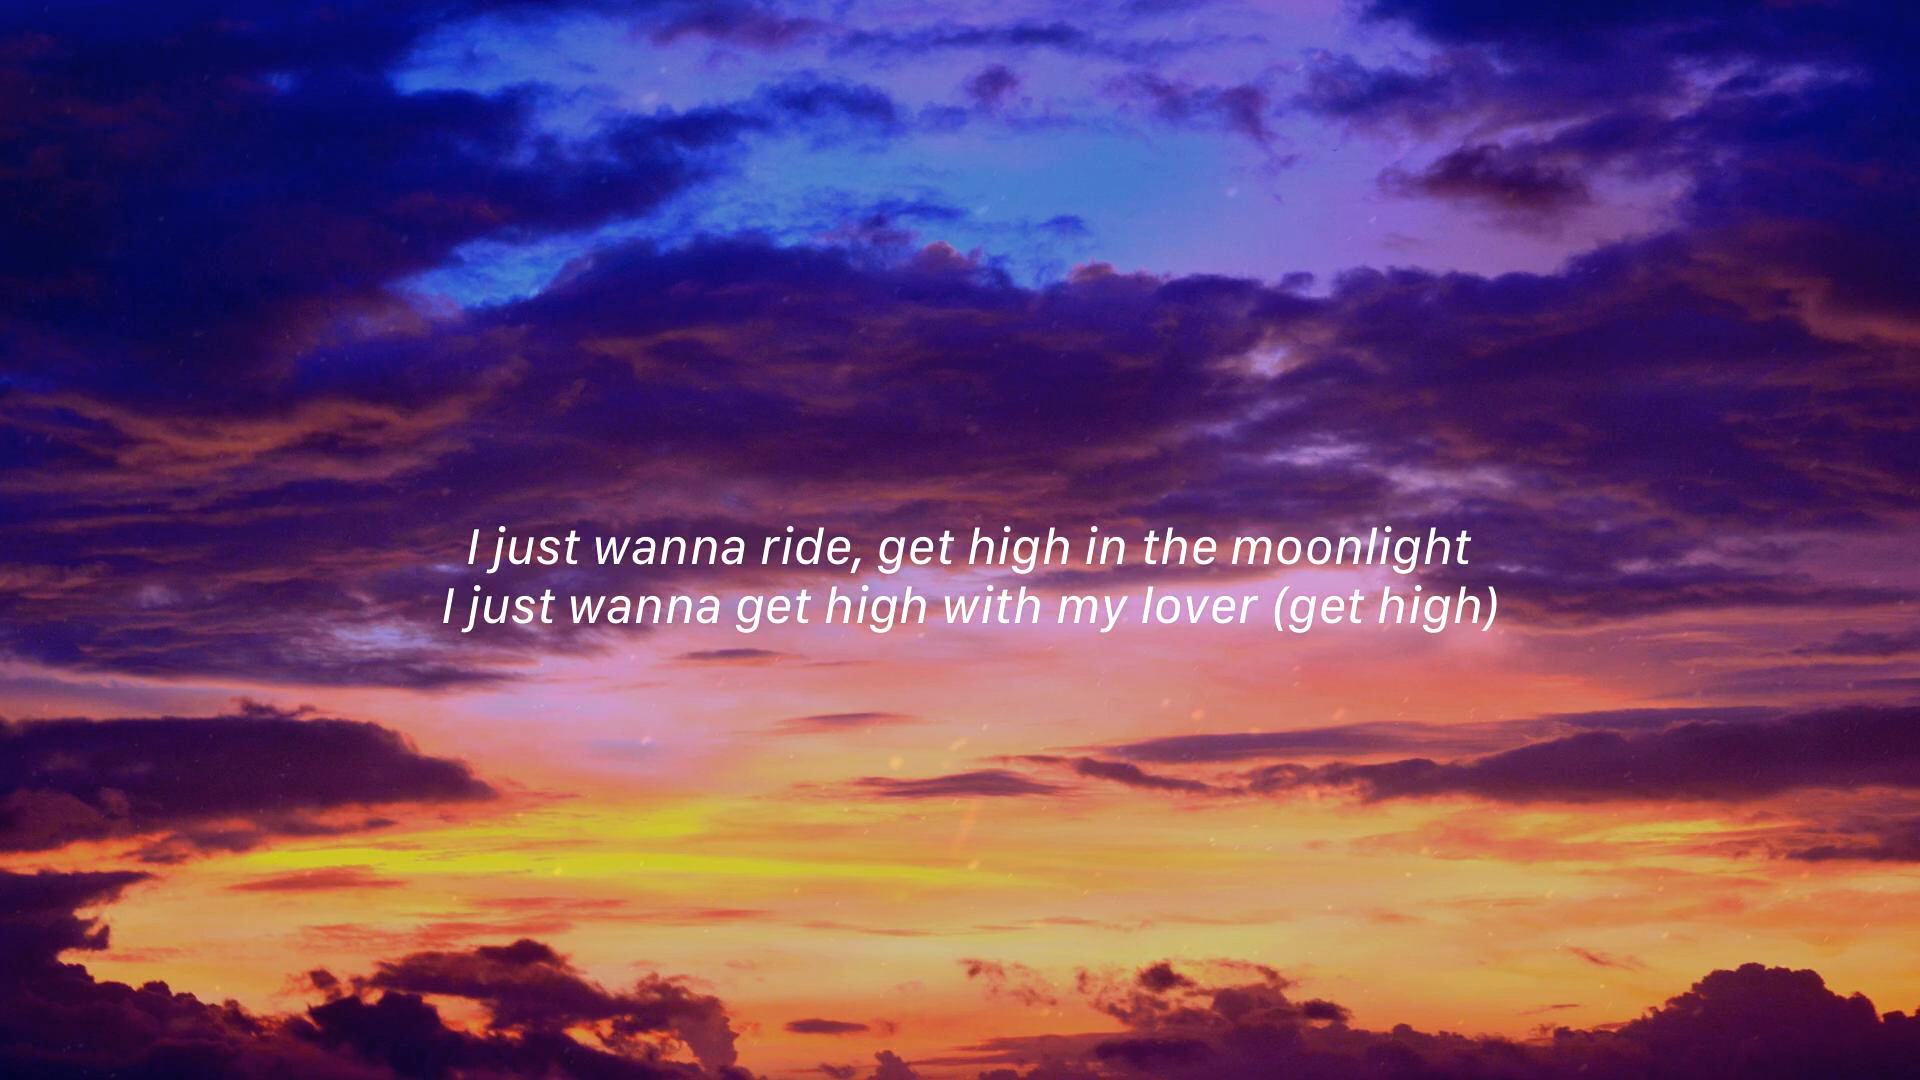 I just wanna ride, get high in the moonlight
I just wanna get high with my lover (get high)